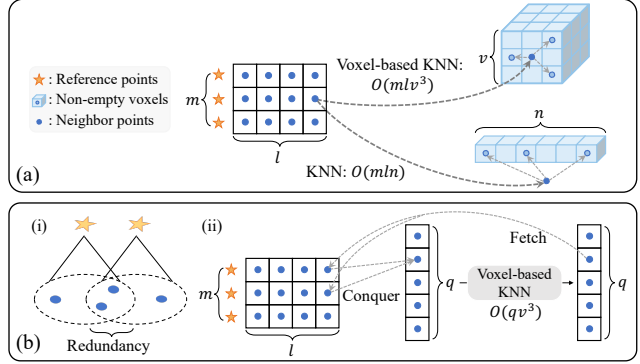 : Reference points
: Non-empty voxels
: Neighbor points
m
l
Voxel-based KNN:
O(mlv³)
KNN: O(mln)
v
n
(a)
(i)
Redundancy
(b)
(ii)
m
l
Conquer
q
Voxel-based
KNN
O(qv³)
Fetch
q